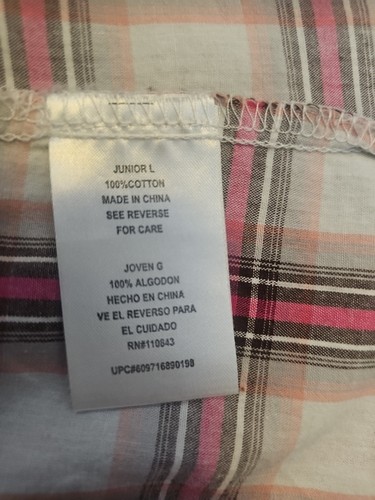 JUNIOR L
100%COTTON
MADE IN CHINA
SEE REVERSE
FOR CARE
JOVEN G
100% ALGODON
HECHO EN CHINA
VE EL REVERSO PARA
EL CUIDADO
RN#110843
UPC#609716890198